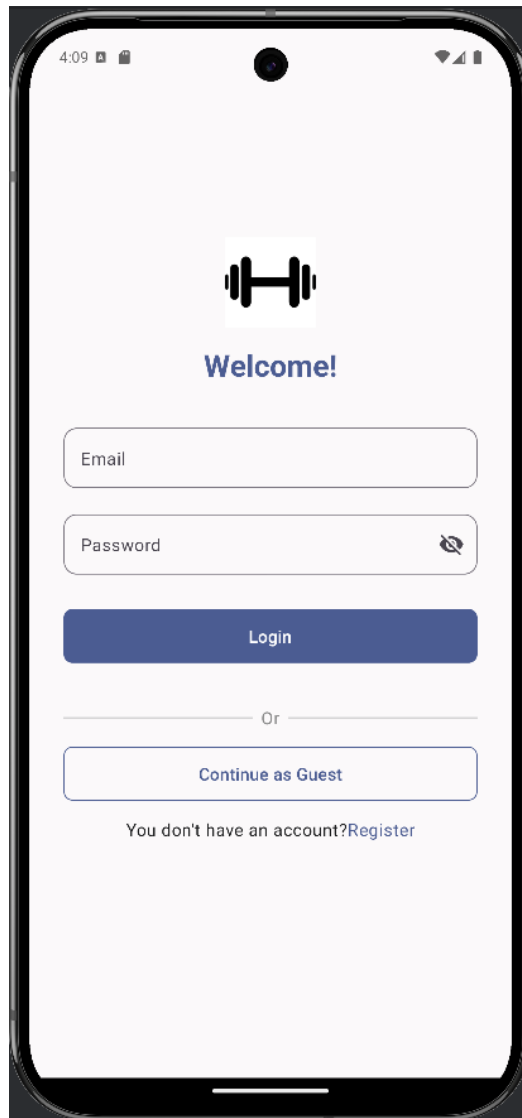 4:09
Welcome!
Email
Password
Login
Or
Continue as Guest
You don't have an account?Register